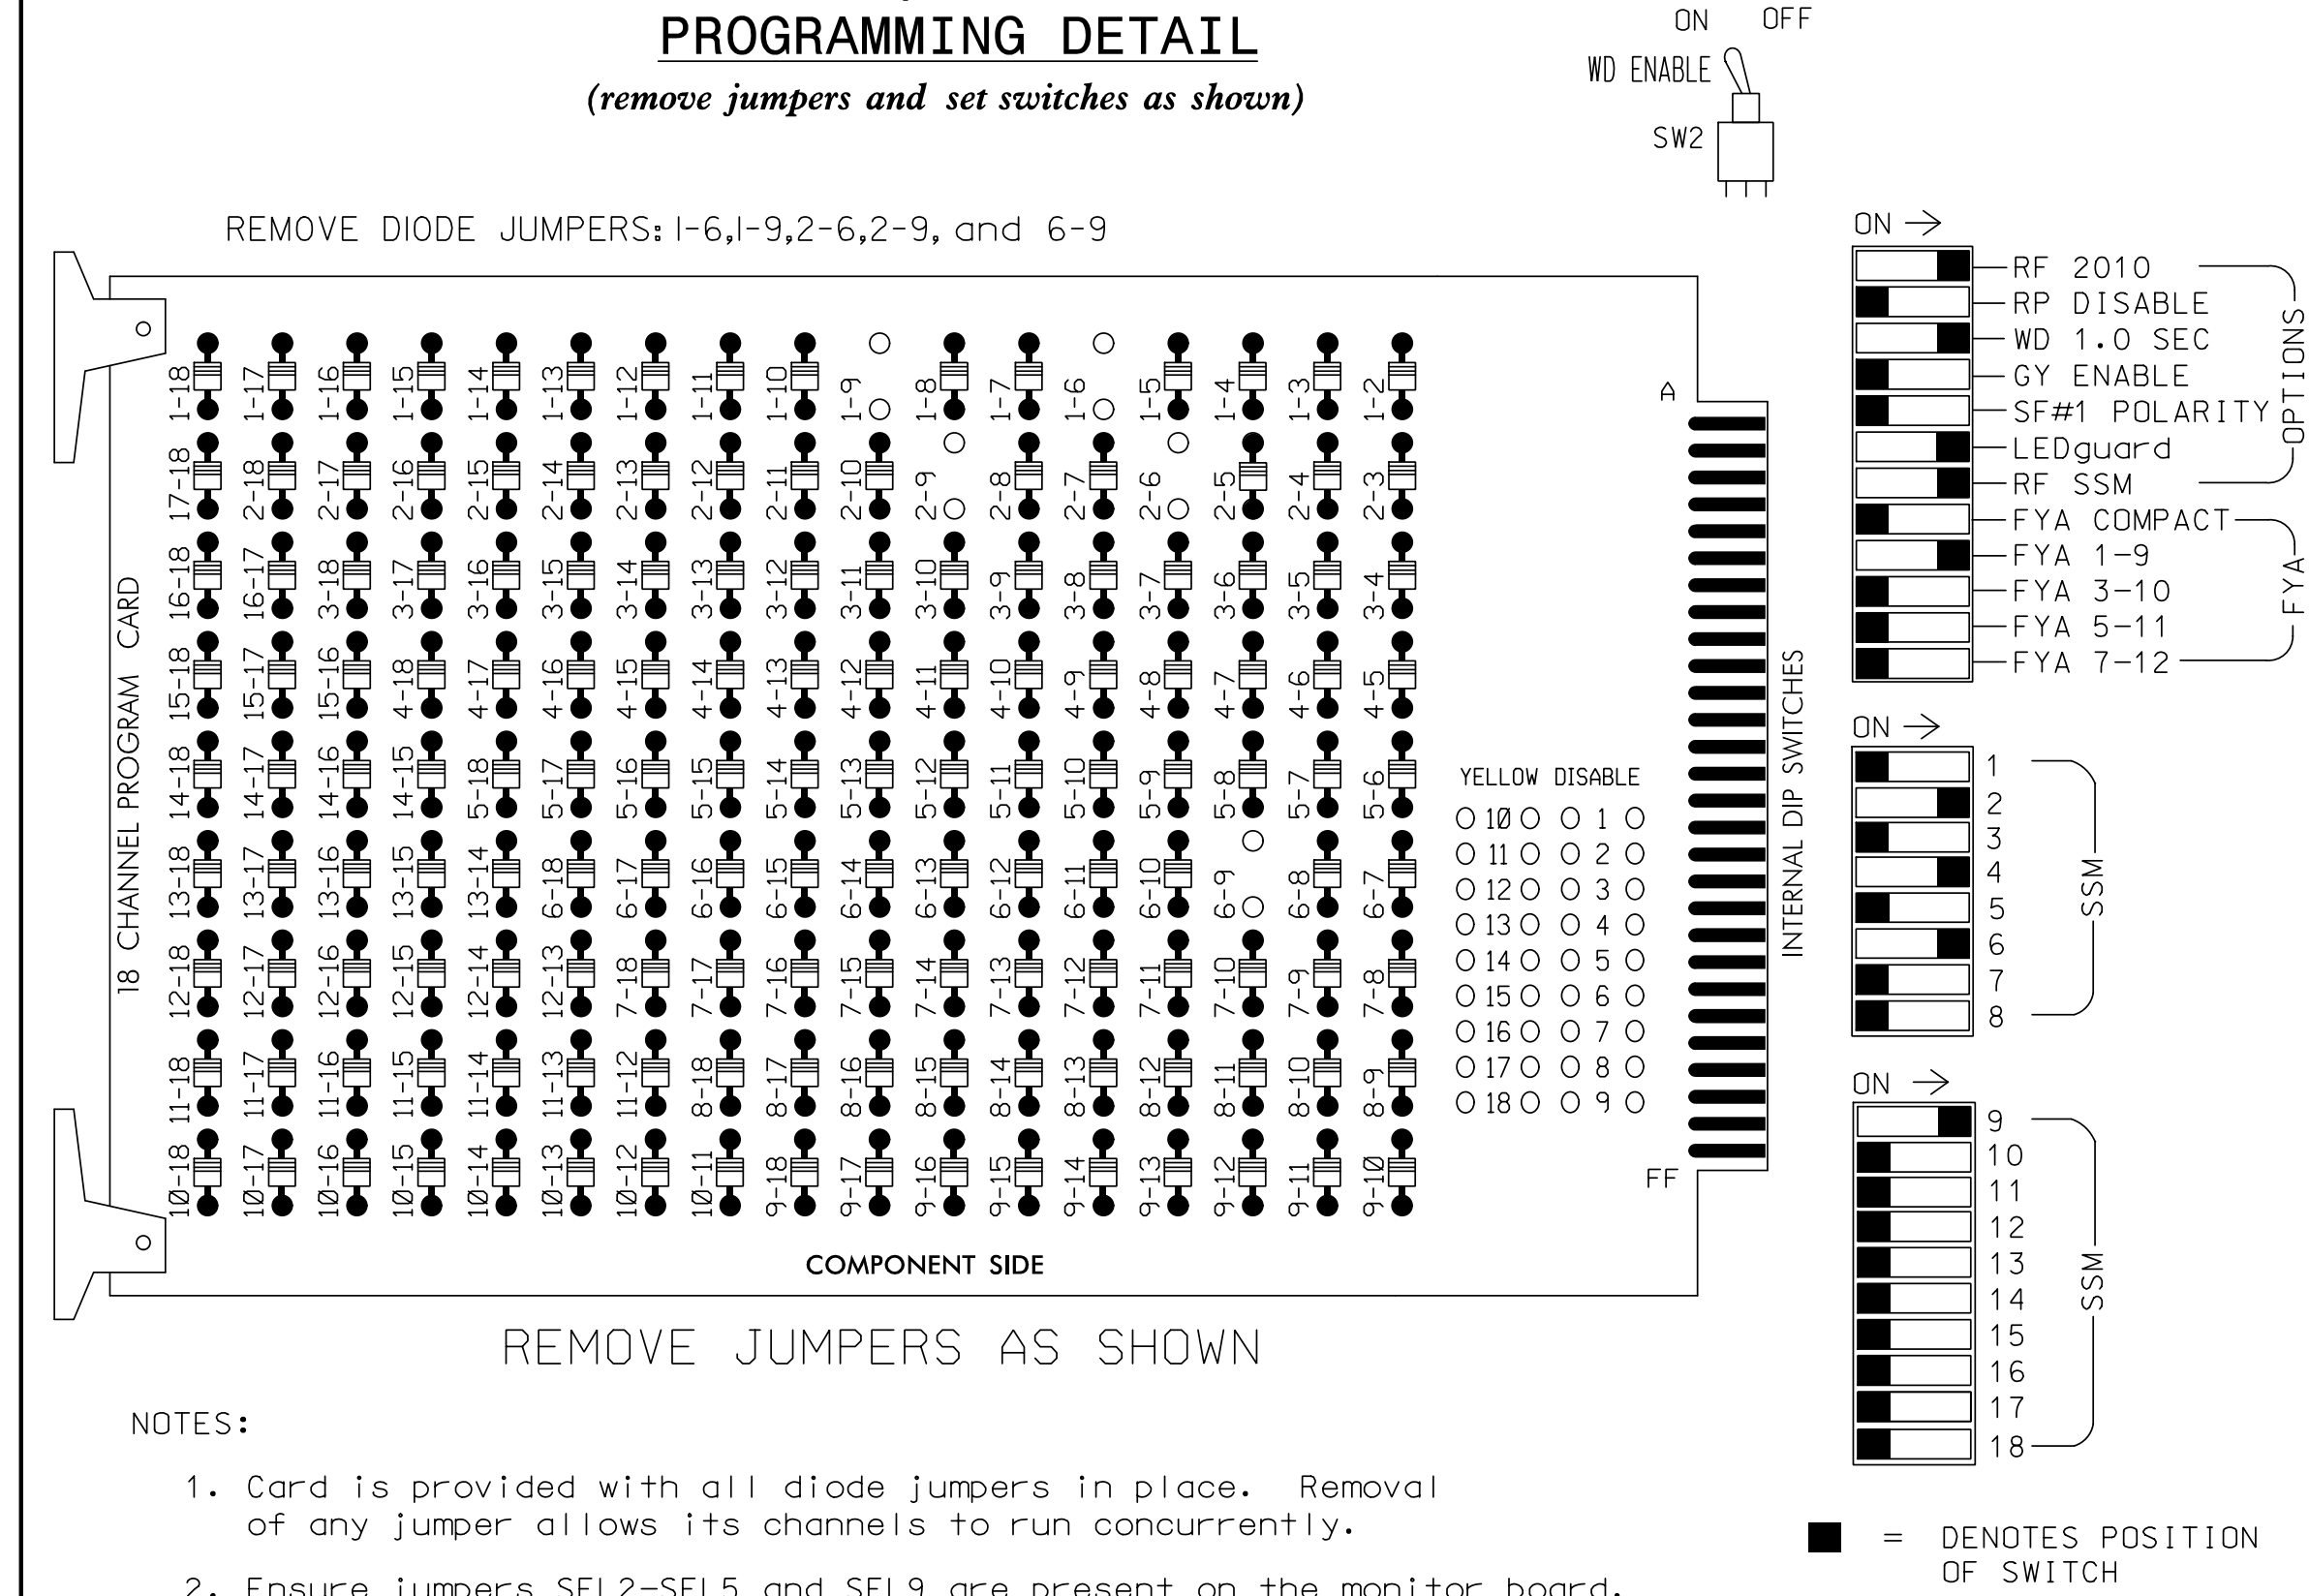 PROGRAMMING DETAIL
(remove jumpers and set switches as shown)
ON OFF
WD ENABLE
SW2
REMOVE DIODE JUMPERS: 1-6,1-9,2-6,2-9, and 6-9
18 CHANNEL PROGRAM CARD
1-18 1-17 1-16 1-15 1-14 1-13 1-12 1-11 1-10 1-9 1-8 1-7 1-6 1-5 1-4 1-3 1-2
17-18 2-18 2-17 2-16 2-15 2-14 2-13 2-12 2-11 2-10 2-9 2-8 2-7 2-6 2-5 2-4 2-3
16-18 16-17 3-18 3-17 3-16 3-15 3-14 3-13 3-12 3-11 3-10 3-9 3-8 3-7 3-6 3-5 3-4
15-18 15-17 15-16 4-18 4-17 4-16 4-15 4-14 4-13 4-12 4-11 4-10 4-9 4-8 4-7 4-6 4-5
14-18 14-17 14-16 14-15 5-18 5-17 5-16 5-15 5-14 5-13 5-12 5-11 5-10 5-9 5-8 5-7 5-6
13-18 13-17 13-16 13-15 13-14 6-18 6-17 6-16 6-15 6-14 6-13 6-12 6-11 6-10 6-9 6-8 6-7
12-18 12-17 12-16 12-15 12-14 12-13 7-18 7-17 7-16 7-15 7-14 7-13 7-12 7-11 7-10 7-9 7-8
11-18 11-17 11-16 11-15 11-14 11-13 11-12 8-18 8-17 8-16 8-15 8-14 8-13 8-12 8-11 8-10 8-9
10-18 10-17 10-16 10-15 10-14 10-13 10-12 10-11 9-18 9-17 9-16 9-15 9-14 9-13 9-12 9-11 9-10
A
YELLOW DISABLE
10 1
11 2
12 3
13 4
14 5
15 6
16 7
17 8
18 9
FF
COMPONENT SIDE
INTERNAL DIP SWITCHES
ON
RF 2010
RP DISABLE
WD 1.0 SEC
GY ENABLE
SF#1 POLARITY
LEDguard
RF SSM
OPTIONS
FYA COMPACT
FYA 1-9
FYA 3-10
FYA 5-11
FYA 7-12
FYA
ON
1
2
3
4
5
6
7
8
SSM
ON
9
10
11
12
13
14
15
16
17
18
SSM
REMOVE JUMPERS AS SHOWN
NOTES:
1. Card is provided with all diode jumpers in place. Removal
of any jumper allows its channels to run concurrently.
2. Ensure jumpers SEL2-SEL5 and SEL9 are present on the monitor board.
= DENOTES POSITION
OF SWITCH